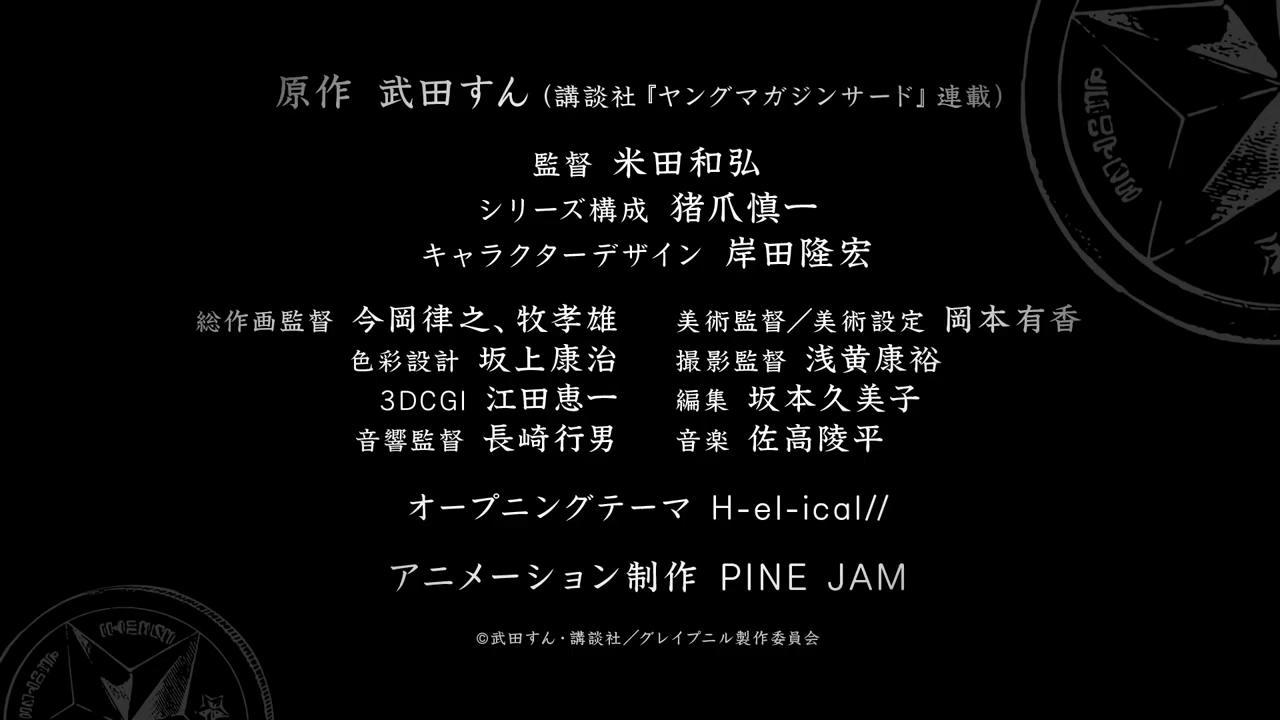 原作 武田すん（講談社『ヤングマガジンサード』連載）
監督 米田和弘
シリーズ構成 猪爪慎一
キャラクターデザイン 岸田隆宏
総作画監督 今岡律之、牧孝雄
美術監督／美術設定 岡本有香
色彩設計 坂上康治
撮影監督 浅黄康裕
3DCGI 江田恵一
編集 坂本久美子
音響監督 長崎行男
音楽 佐高陵平
オープニングテーマ H-el-ical//
アニメーション制作 PINE JAM
©武田すん・講談社／グレイプニル製作委員会